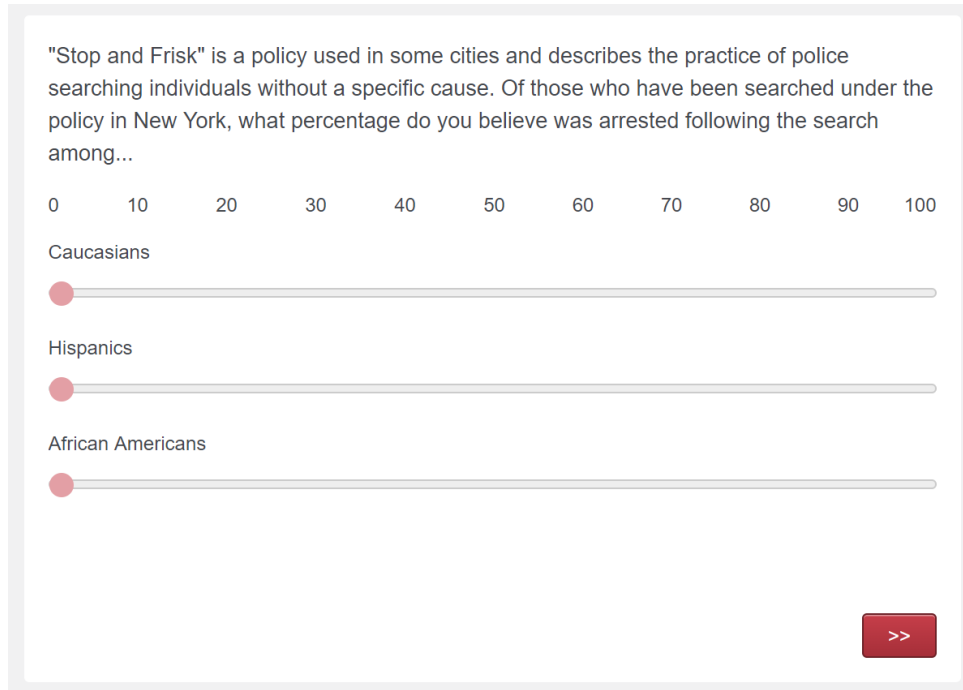 "Stop and Frisk" is a policy used in some cities and describes the practice of police
searching individuals without a specific cause. Of those who have been searched under the
policy in New York, what percentage do you believe was arrested following the search
among...
0 10 20 30 40 50 60 70 80 90 100
Caucasians
Hispanics
African Americans
>>